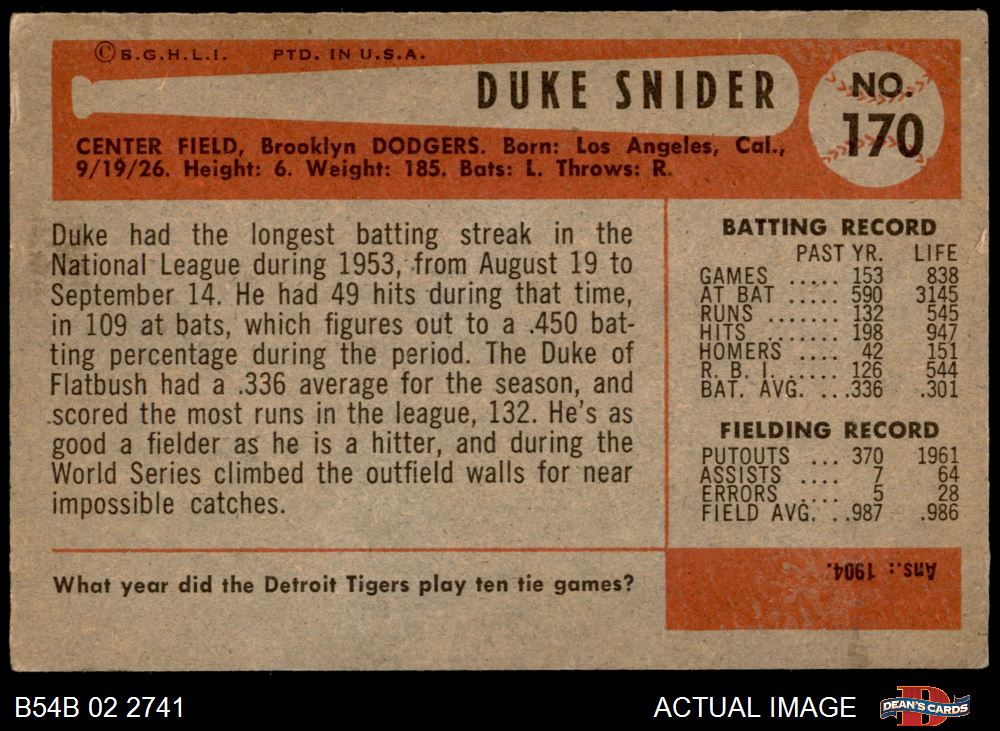 ©B.G.H.L.I. PTD. IN U.S.A.
DUKE SNIDER
NO.
170
CENTER FIELD, Brooklyn DODGERS. Born: Los Angeles, Cal.,
9/19/26. Height: 6. Weight: 185. Bats: L. Throws: R.
Duke had the longest batting streak in the
National League during 1953, from August 19 to
September 14. He had 49 hits during that time,
in 109 at bats, which figures out to a .450 bat-
ting percentage during the period. The Duke of
Flatbush had a .336 average for the season, and
scored the most runs in the league, 132. He's as
good a fielder as he is a hitter, and during the
World Series climbed the outfield walls for near
impossible catches.
BATTING RECORD
PAST YR. LIFE
GAMES ..... 153 838
AT BAT ..... 590 3145
RUNS ....... 132 545
HITS ....... 198 947
HOMERS .... 42 151
R. B. I. ..... 126 544
BAT. AVG. ...336 .301
FIELDING RECORD
PUTOUTS ... 370 1961
ASSISTS .... 7 64
ERRORS .... 5 28
FIELD AVG. ..987 .986
What year did the Detroit Tigers play ten tie games?
Ans.: 1904.
B54B 02 2741
ACTUAL IMAGE
D
DEAN'S CARDS